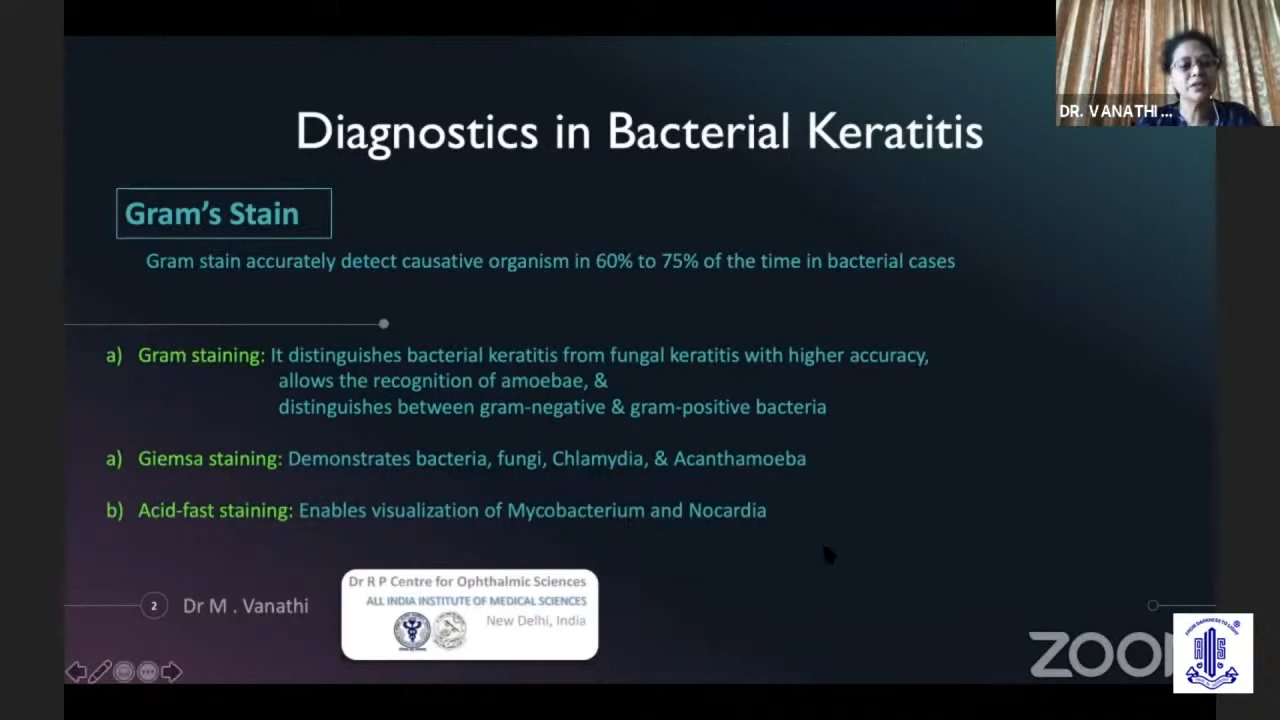 DR. VANATHI ...
Diagnostics in Bacterial Keratitis
Gram's Stain
Gram stain accurately detect causative organism in 60% to 75% of the time in bacterial cases
a) Gram staining: It distinguishes bacterial keratitis from fungal keratitis with higher accuracy,
allows the recognition of amoebae, &
distinguishes between gram-negative & gram-positive bacteria
a) Giemsa staining: Demonstrates bacteria, fungi, Chlamydia, & Acanthamoeba
b) Acid-fast staining: Enables visualization of Mycobacterium and Nocardia
2 Dr M . Vanathi
Dr R P Centre for Ophthalmic Sciences
ALL INDIA INSTITUTE OF MEDICAL SCIENCES
New Delhi, India
FROM DARKNESS TO LIGHT